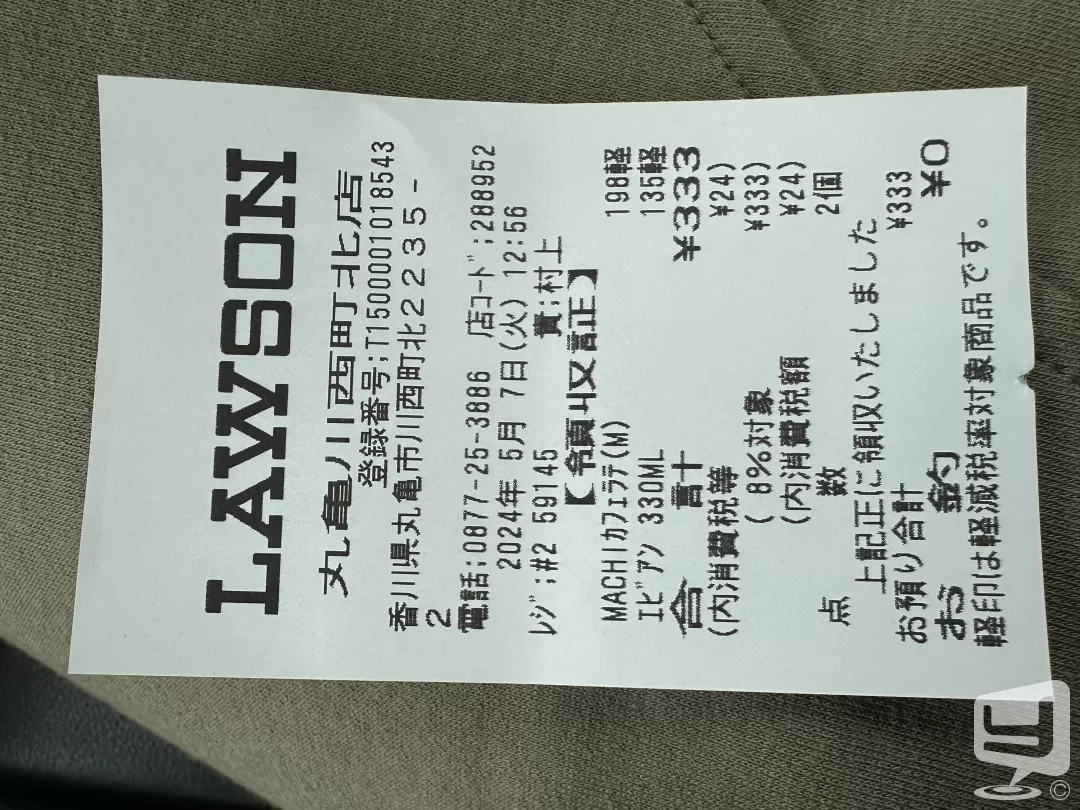 LAWSON
丸亀川西町北店
登録番号;T1500001018543
香川県丸亀市川西町北2235-
2
電話:0877-25-3886 店コード;288952
2024年 5月 7日(火) 12:56
レジ;#2 59145 責;村上
【領収証】
MACHIカフェラテ(M) 198軽
エビアン 330ML 135軽
合 計 ¥333
(内消費税等 ¥24)
( 8%対象 ¥333)
(内消費税額 ¥24)
点 数 2個
上記正に領収いたしました
お預り合計 ¥333
お 釣 ¥0
軽印は軽減税率対象商品です。
©